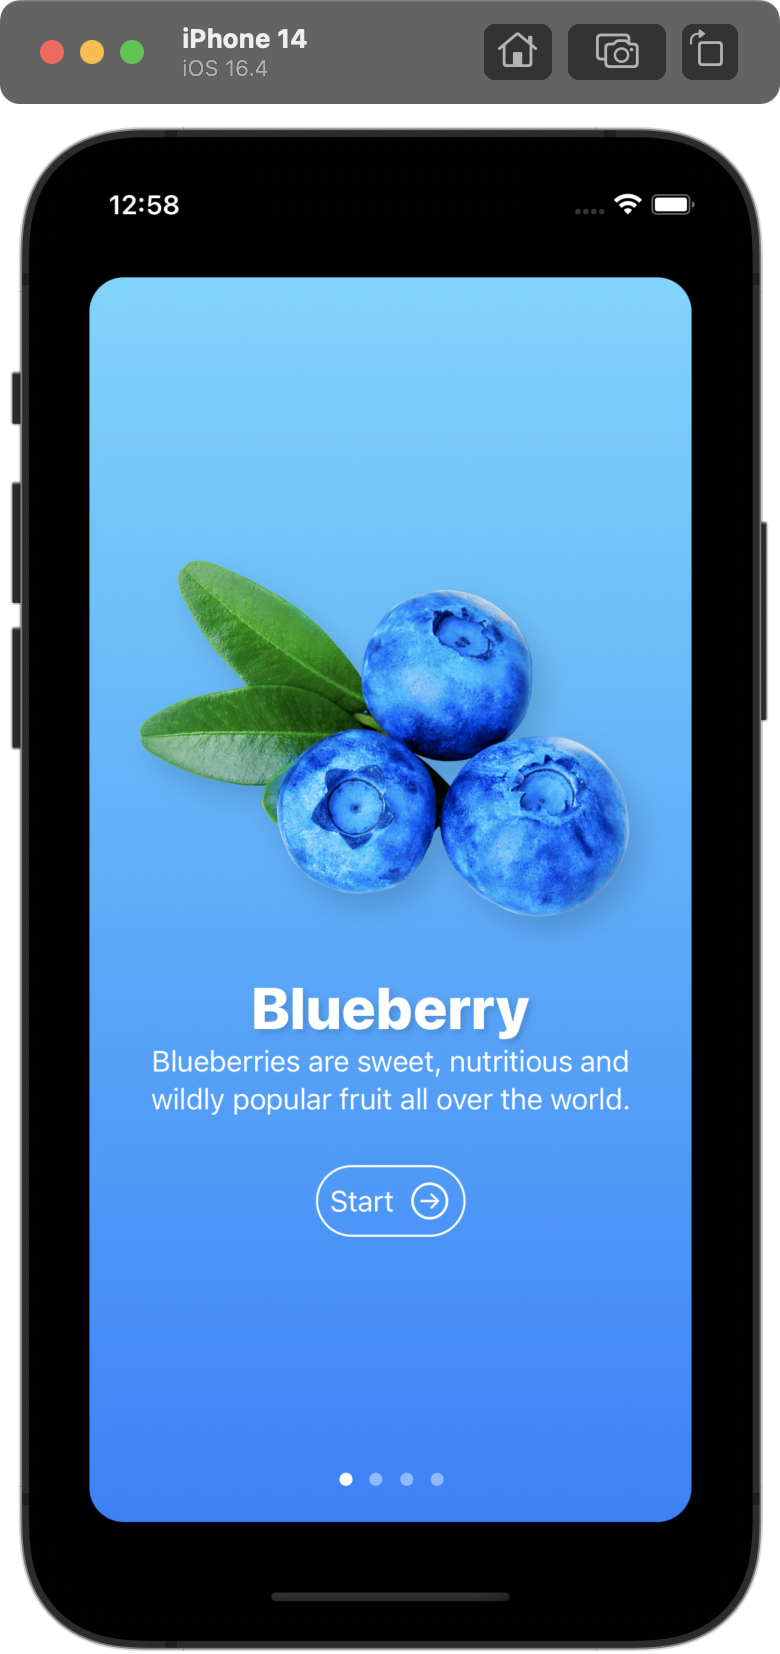 iPhone 14
iOS 16.4
12:58
Blueberry
Blueberries are sweet, nutritious and
wildly popular fruit all over the world.
Start